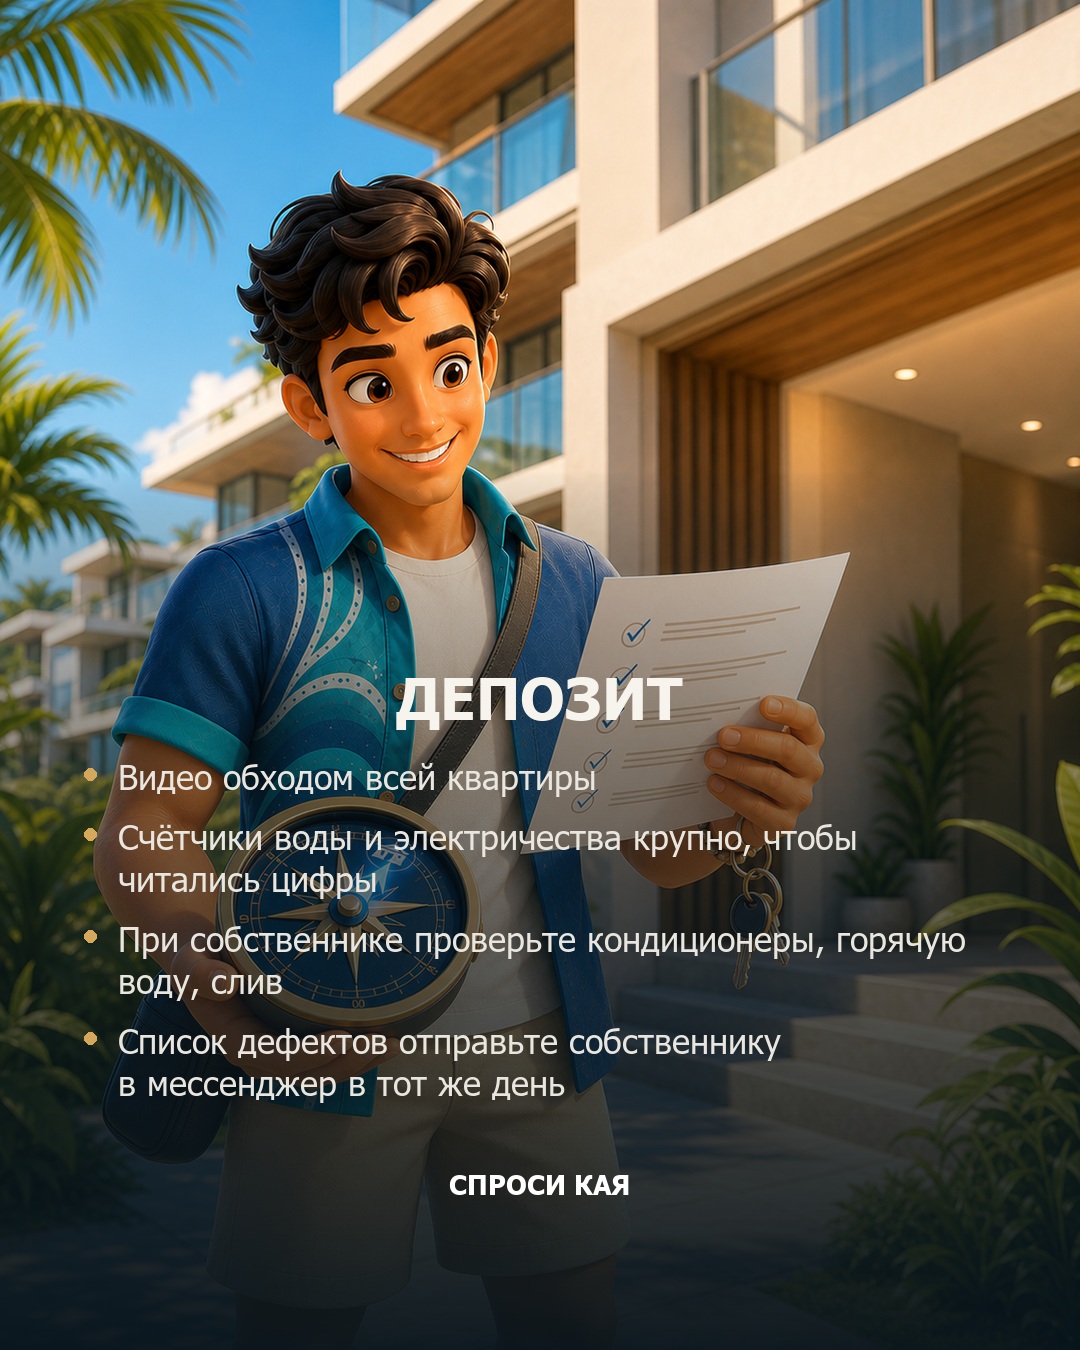 ДЕПОЗИТ
Видео обходом всей квартиры
Счётчики воды и электричества крупно, чтобы
читались цифры
При собственнике проверьте кондиционеры, горячую
воду, слив
Список дефектов отправьте собственнику
в мессенджер в тот же день
СПРОСИ КАЯ